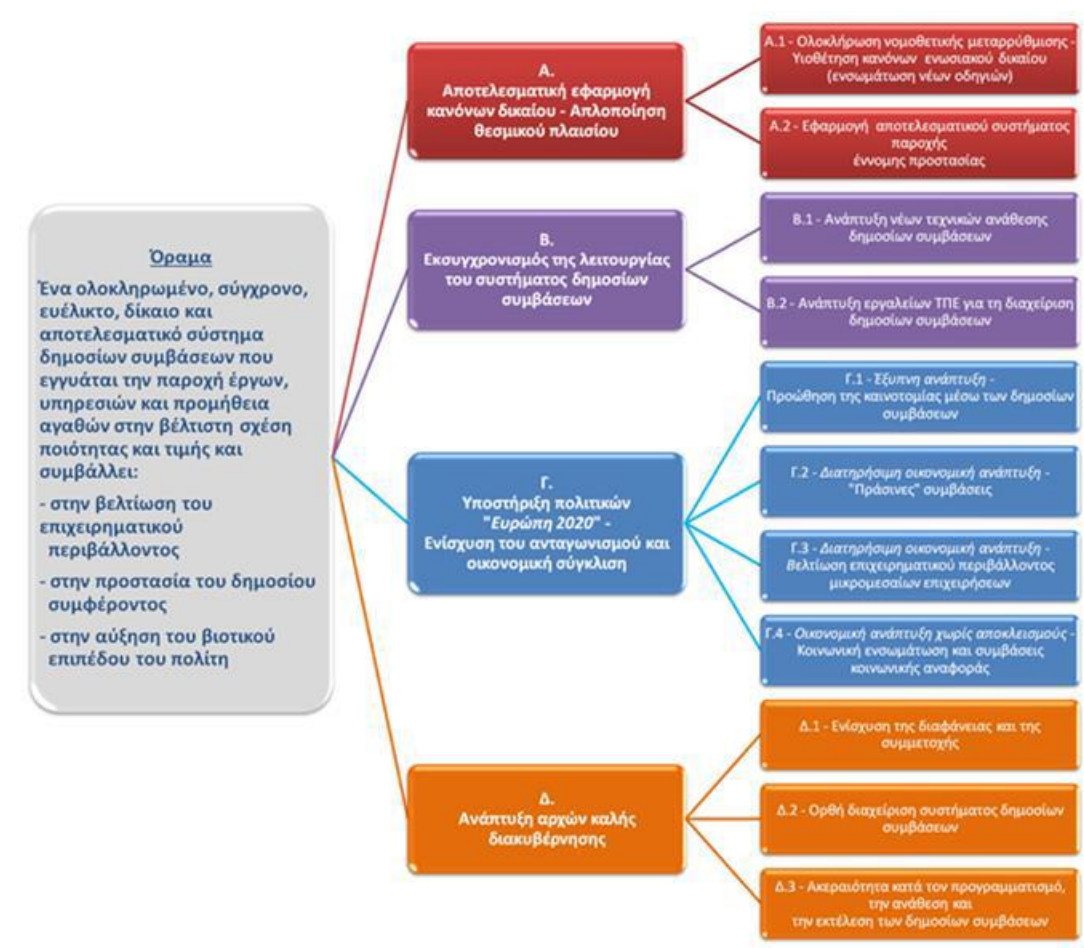 Όραμα
Ένα ολοκληρωμένο, σύγχρονο,
ευέλικτο, δίκαιο και
αποτελεσματικό σύστημα
δημοσίων συμβάσεων που
εγγυάται την παροχή έργων,
υπηρεσιών και προμήθεια
αγαθών στην βέλτιστη σχέση
ποιότητας και τιμής και
συμβάλλει:
- στην βελτίωση του
επιχειρηματικού
περιβάλλοντος
- στην προστασία του δημοσίου
συμφέροντος
- στην αύξηση του βιοτικού
επιπέδου του πολίτη
Α.
Αποτελεσματική εφαρμογή
κανόνων δικαίου - Απλοποίηση
θεσμικού πλαισίου
Α.1 - Ολοκλήρωση νομοθετικής μεταρρύθμισης -
Υιοθέτηση κανόνων ενωσιακού δικαίου
(ενσωμάτωση νέων οδηγιών)
Α.2 - Εφαρμογή αποτελεσματικού συστήματος
παροχής
έννομης προστασίας
Β.
Εκσυγχρονισμός της λειτουργίας
του συστήματος δημοσίων
συμβάσεων
Β.1 - Ανάπτυξη νέων τεχνικών ανάθεσης
δημοσίων συμβάσεων
Β.2 - Ανάπτυξη εργαλείων ΤΠΕ για τη διαχείριση
δημοσίων συμβάσεων
Γ.
Υποστήριξη πολιτικών
"Ευρώπη 2020" -
Ενίσχυση του ανταγωνισμού και
οικονομική σύγκλιση
Γ.1 - Έξυπνη ανάπτυξη -
Προώθηση της καινοτομίας μέσω των δημοσίων
συμβάσεων
Γ.2 - Διατηρήσιμη οικονομική ανάπτυξη -
"Πράσινες" συμβάσεις
Γ.3 - Διατηρήσιμη οικονομική ανάπτυξη -
Βελτίωση επιχειρηματικού περιβάλλοντος
μικρομεσαίων επιχειρήσεων
Γ.4 - Οικονομική ανάπτυξη χωρίς αποκλεισμούς -
Κοινωνική ενσωμάτωση και συμβάσεις
κοινωνικής αναφοράς
Δ.
Ανάπτυξη αρχών καλής
διακυβέρνησης
Δ.1 - Ενίσχυση της διαφάνειας και της
συμμετοχής
Δ.2 - Ορθή διαχείριση συστήματος δημοσίων
συμβάσεων
Δ.3 - Ακεραιότητα κατά τον προγραμματισμό,
την ανάθεση και
την εκτέλεση των δημοσίων συμβάσεων